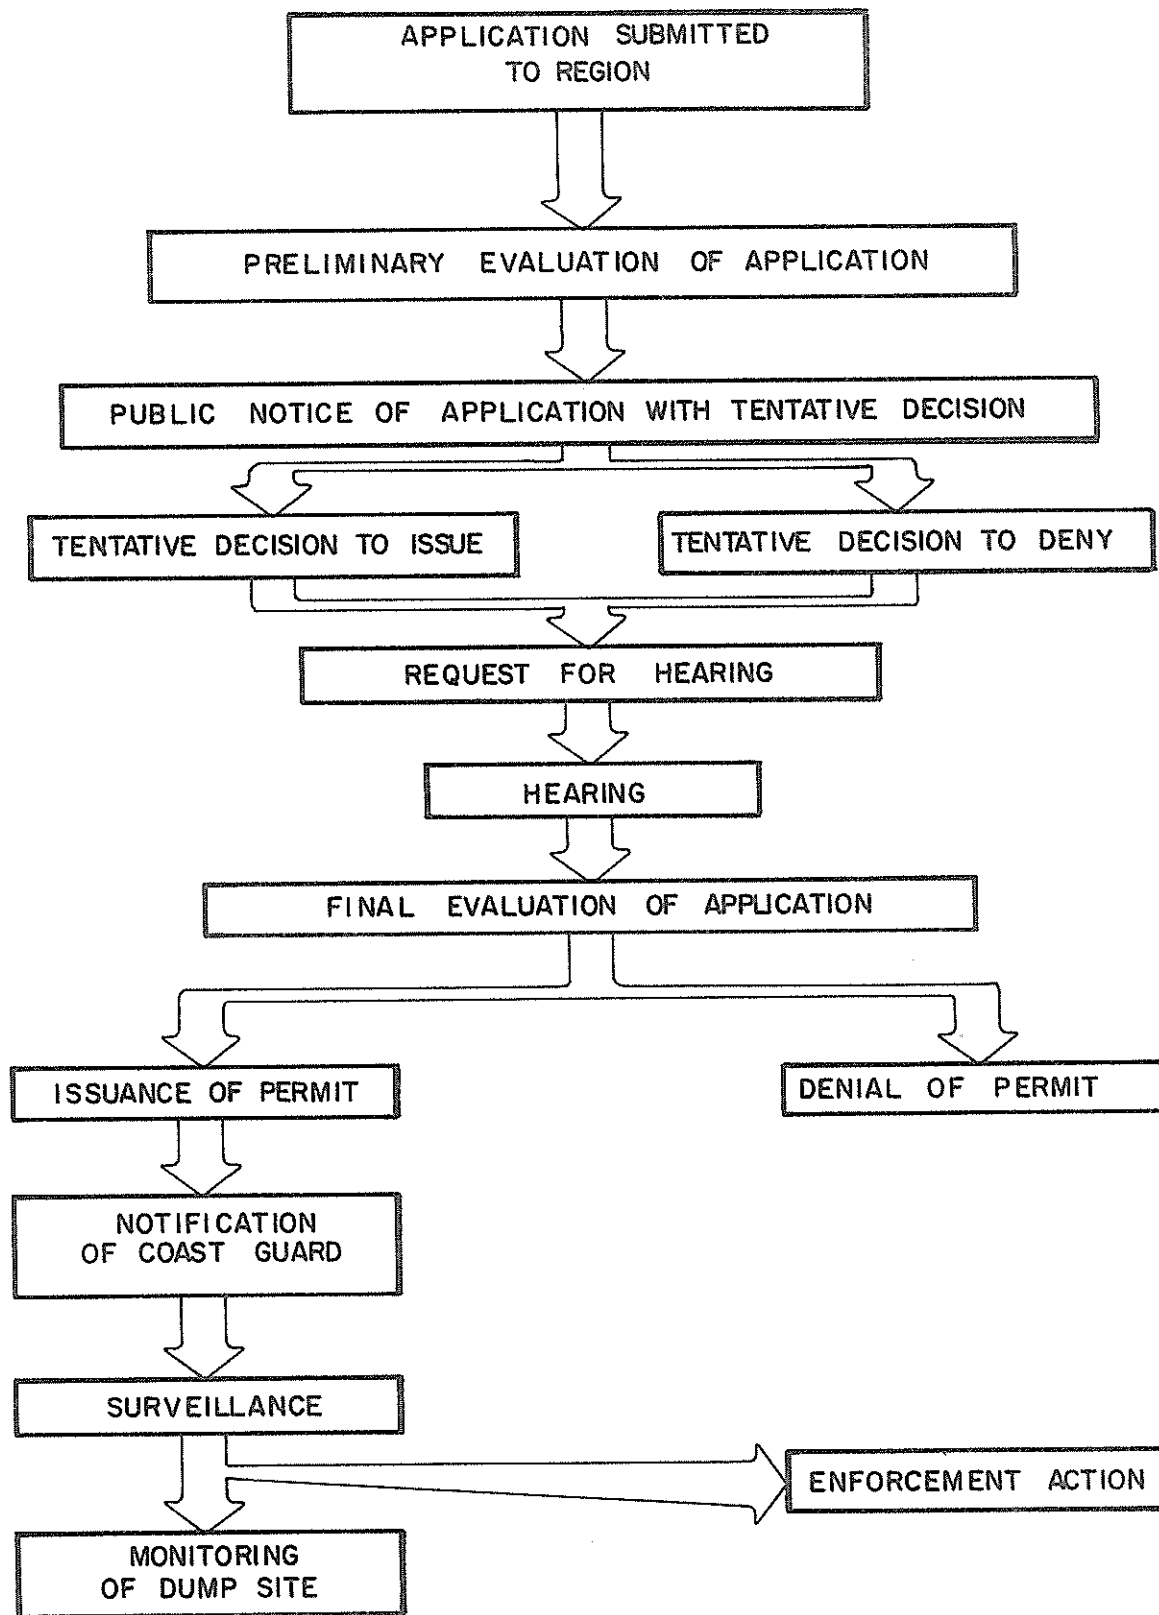 APPLICATION SUBMITTED
TO REGION
PRELIMINARY EVALUATION OF APPLICATION
PUBLIC NOTICE OF APPLICATION WITH TENTATIVE DECISION
TENTATIVE DECISION TO ISSUE
TENTATIVE DECISION TO DENY
REQUEST FOR HEARING
HEARING
FINAL EVALUATION OF APPLICATION
ISSUANCE OF PERMIT
DENIAL OF PERMIT
NOTIFICATION
OF COAST GUARD
SURVEILLANCE
ENFORCEMENT ACTION
MONITORING
OF DUMP SITE